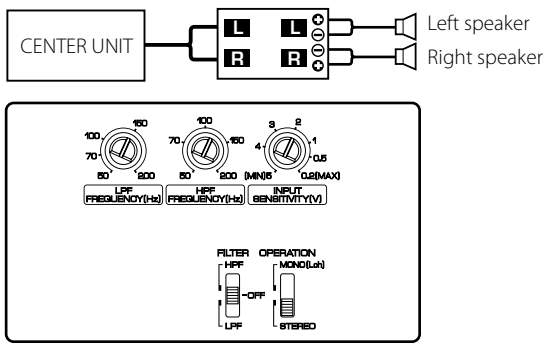 CENTER UNIT
L L ⊕ ⊖ Left speaker
R R ⊖ ⊕ Right speaker
50 70 100 150 200
50 70 100 150 200
(MIN)5 4 3 2 1 0.5 0.2(MAX)
LPF
FREQUENCY(Hz)
HPF
FREQUENCY(Hz)
INPUT
SENSITIVITY(V)
FILTER OPERATION
HPF MONO(Lch)
OFF
LPF STEREO